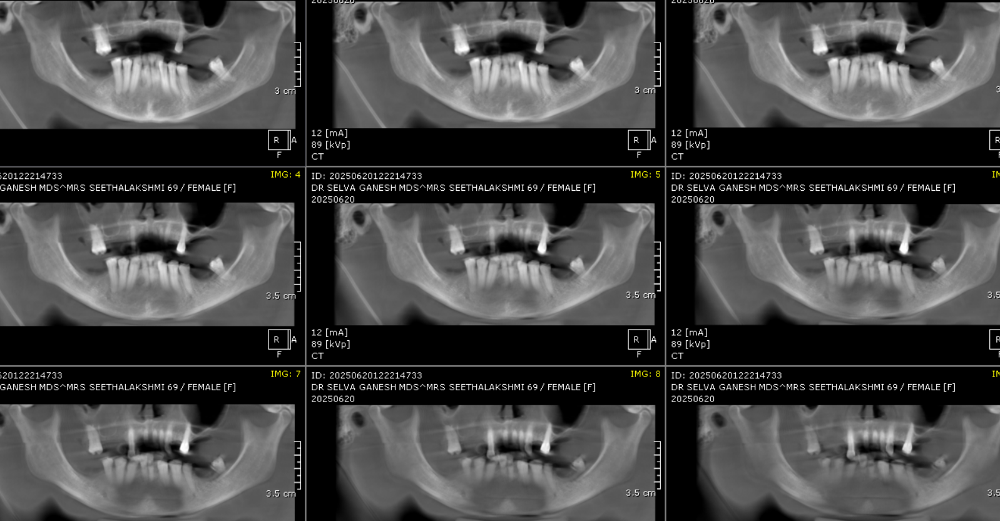 20250620
20250620
3 cm
3 cm
3
12 [mA]
12 [mA]
89 [kVp]
89 [kVp]
CT
CT
R A
F
R A
F
R
620122214733
IMG: 4
GANESH MDS^MRS SEETHALAKSHMI 69 / FEMALE [F]
ID: 20250620122214733
IMG: 5
DR SELVA GANESH MDS^MRS SEETHALAKSHMI 69 / FEMALE [F]
20250620
ID: 20250620122214733
IM
DR SELVA GANESH MDS^MRS SEETHALAKSHMI 69 / FEMALE [F]
20250620
3.5 cm
3.5 cm
3.5
R A
F
12 [mA]
89 [kVp]
CT
R A
F
12 [mA]
89 [kVp]
CT
R
620122214733
IMG: 7
GANESH MDS^MRS SEETHALAKSHMI 69 / FEMALE [F]
ID: 20250620122214733
IMG: 8
DR SELVA GANESH MDS^MRS SEETHALAKSHMI 69 / FEMALE [F]
20250620
ID: 20250620122214733
IM
DR SELVA GANESH MDS^MRS SEETHALAKSHMI 69 / FEMALE [F]
20250620
3.5 cm
3.5 cm
3.5